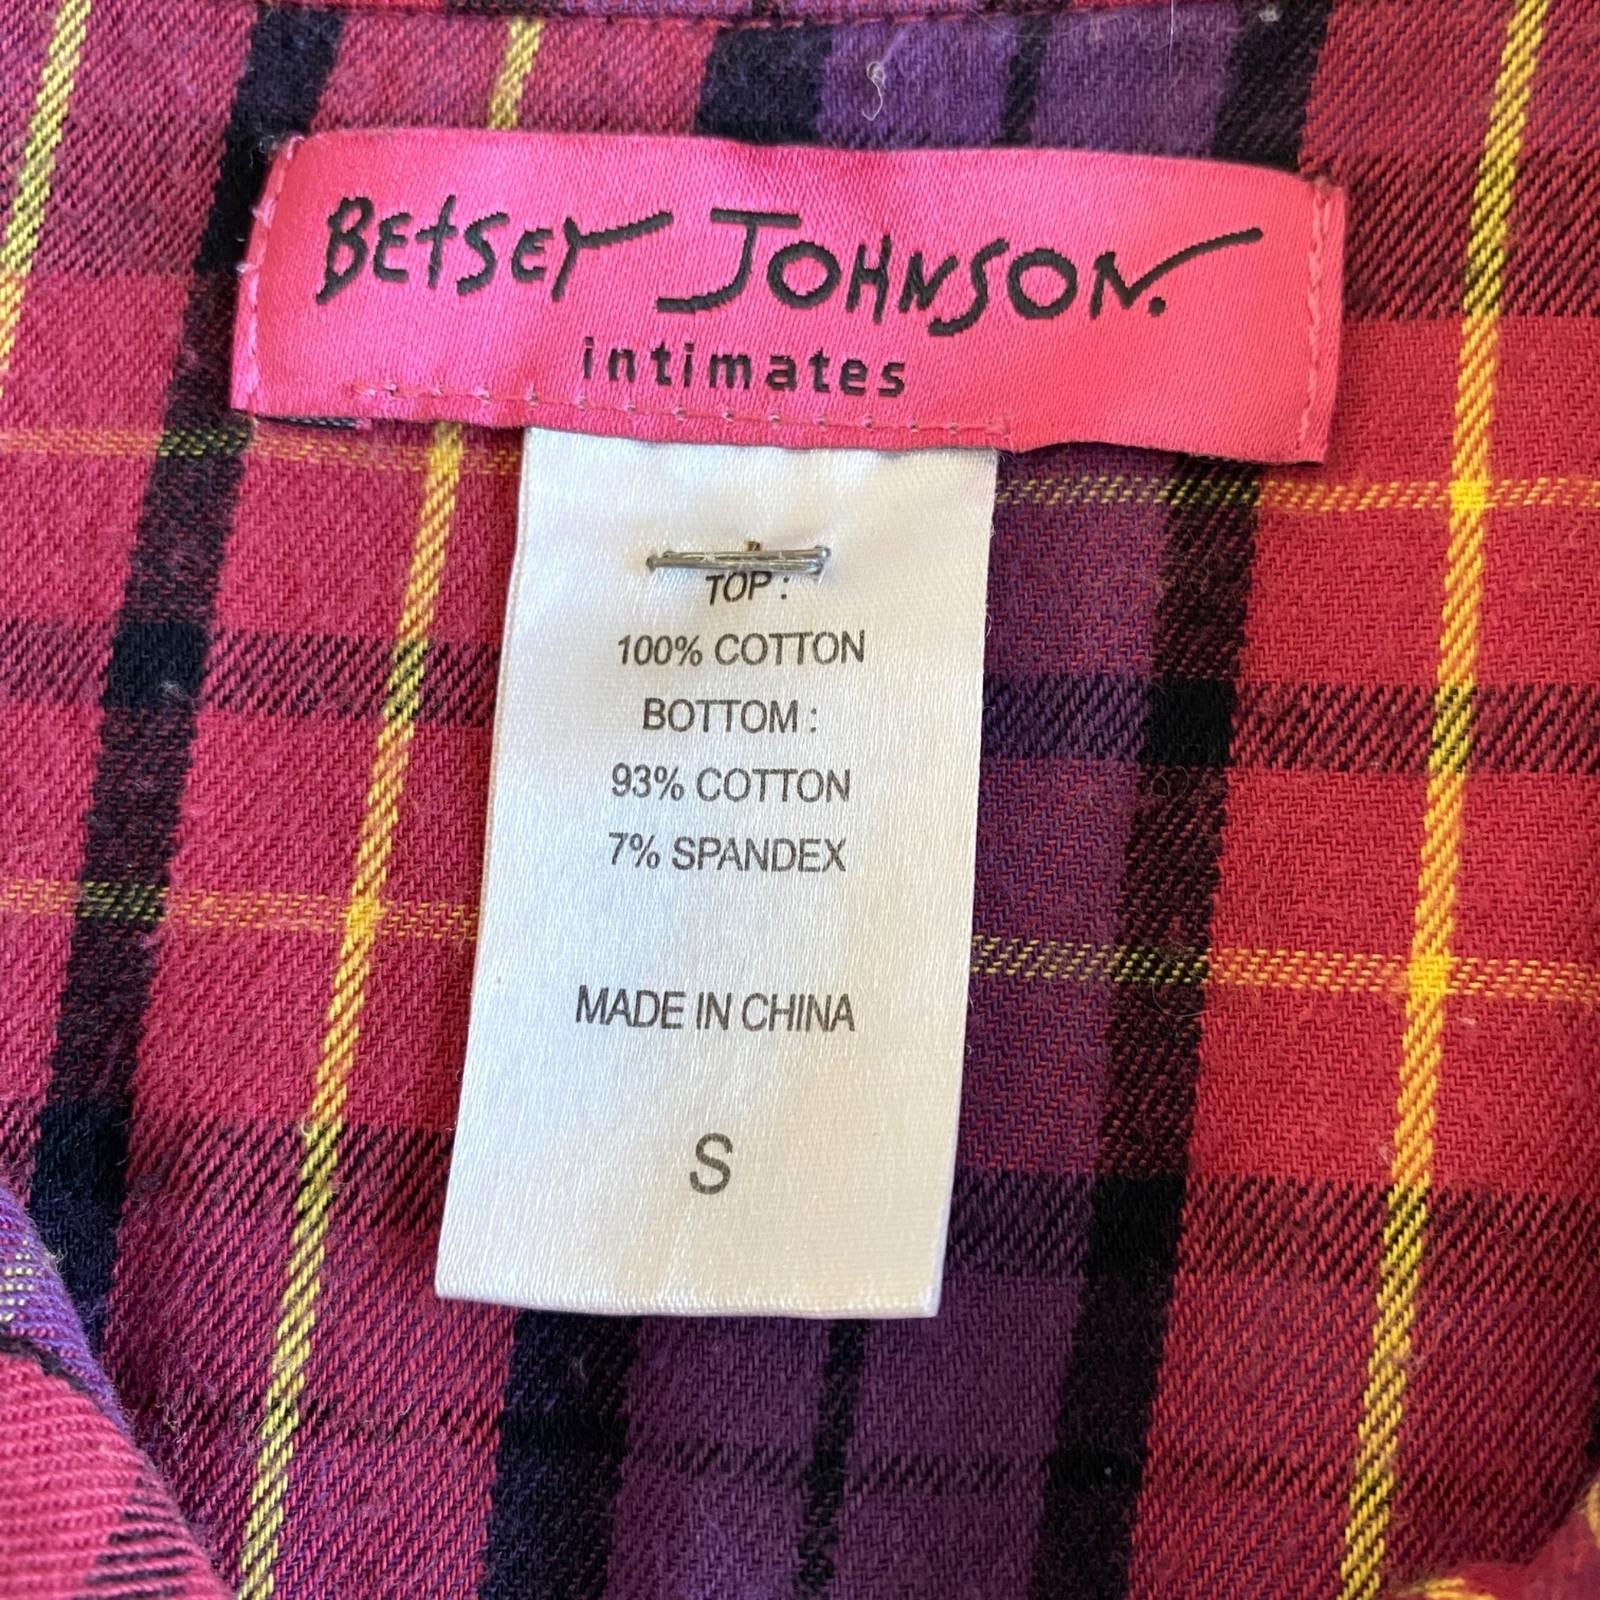 BETSEY JOHNSON.
intimates
TOP :
100% COTTON
BOTTOM :
93% COTTON
7% SPANDEX
MADE IN CHINA
S